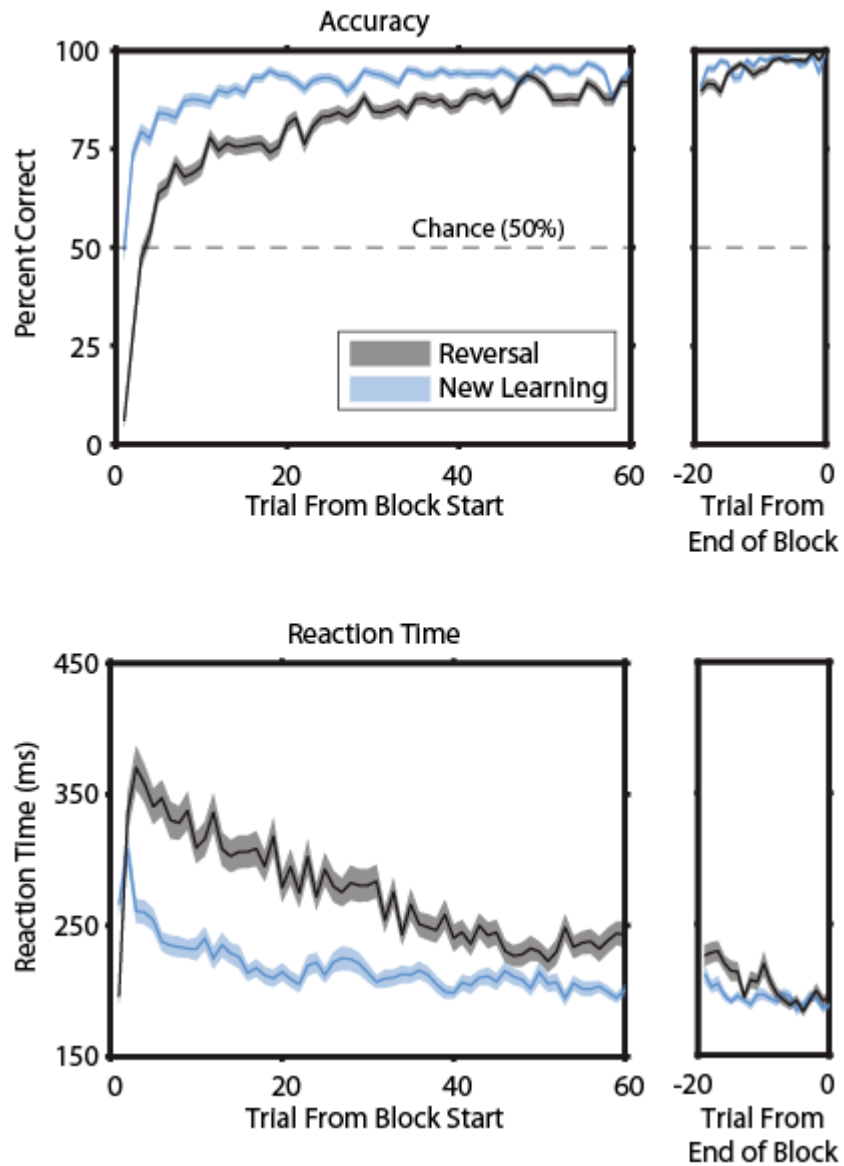 Accuracy
100
75
50
25
0
Percent Correct
Chance (50%)
Reversal
New Learning
0
20
40
60
Trial From Block Start
-20
0
Trial From
End of Block
Reaction Time
450
350
250
150
Reaction Time (ms)
0
20
40
60
Trial From Block Start
-20
0
Trial From
End of Block